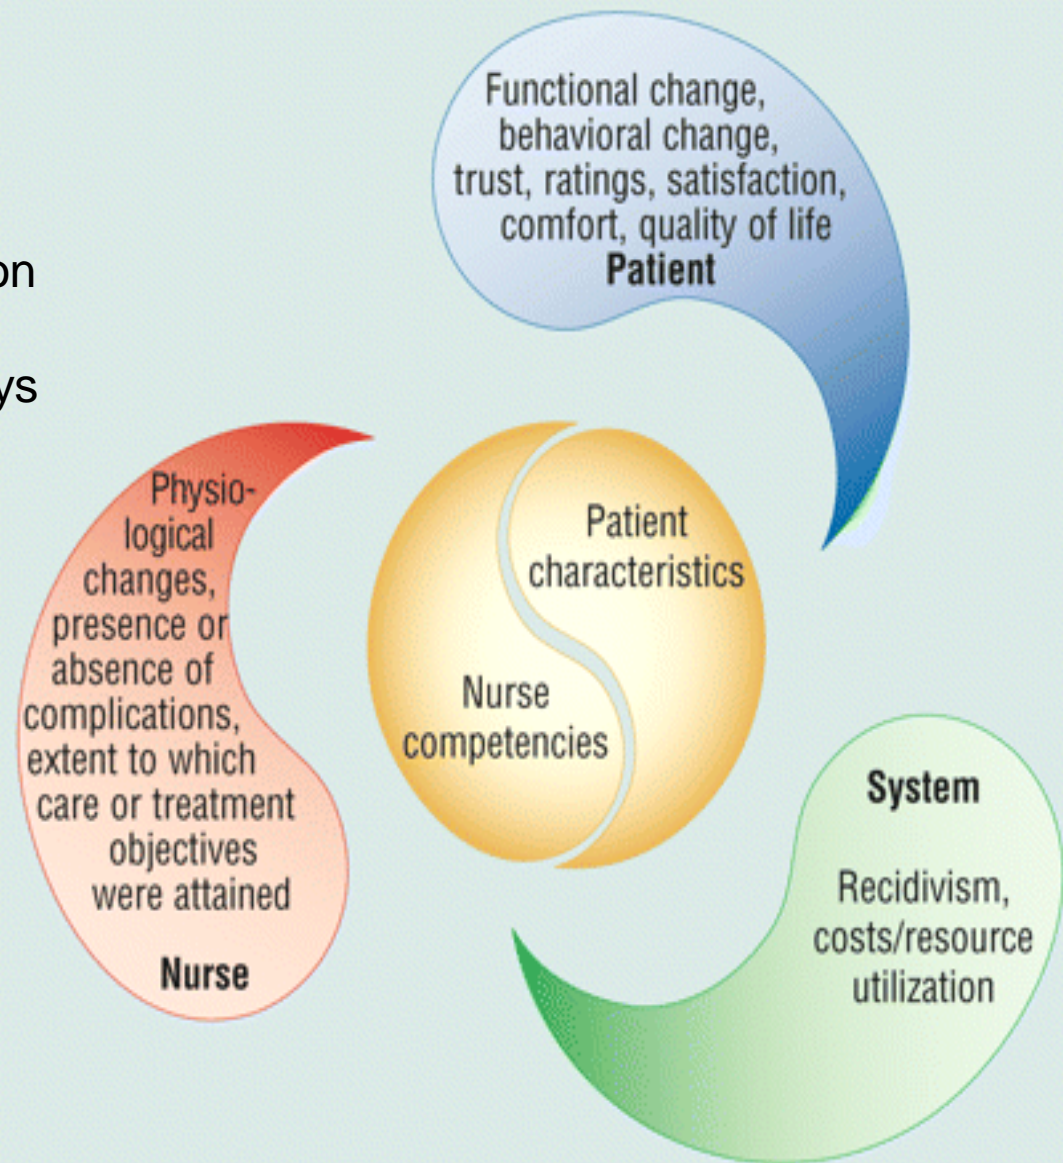 on
ys
Functional change,
behavioral change,
trust, ratings, satisfaction,
comfort, quality of life
Patient
Physio-
logical
changes,
presence or
absence of
complications,
extent to which
care or treatment
objectives
were attained
Nurse
Patient
characteristics
Nurse
competencies
System
Recidivism,
costs/resource
utilization